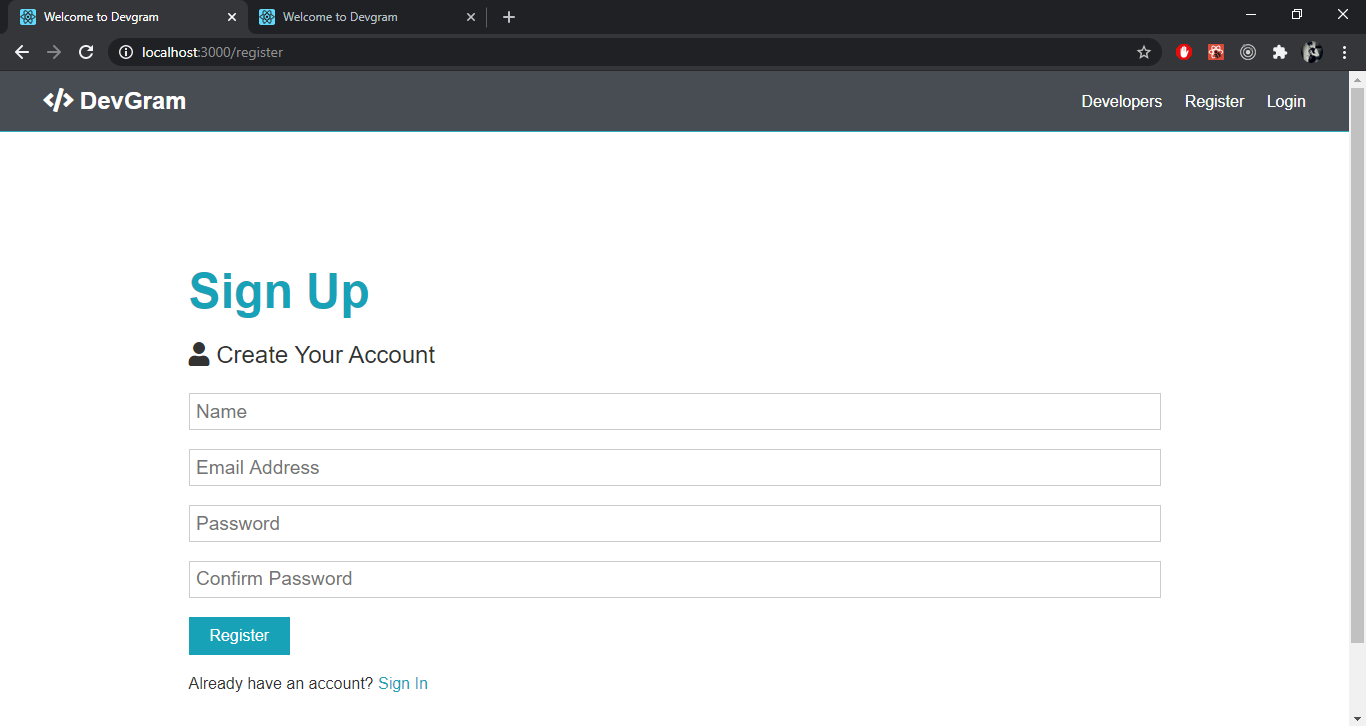 Welcome to Devgram
Welcome to Devgram
localhost:3000/register
</> DevGram
Developers
Register
Login
Sign Up
Create Your Account
Name
Email Address
Password
Confirm Password
Register
Already have an account? Sign In